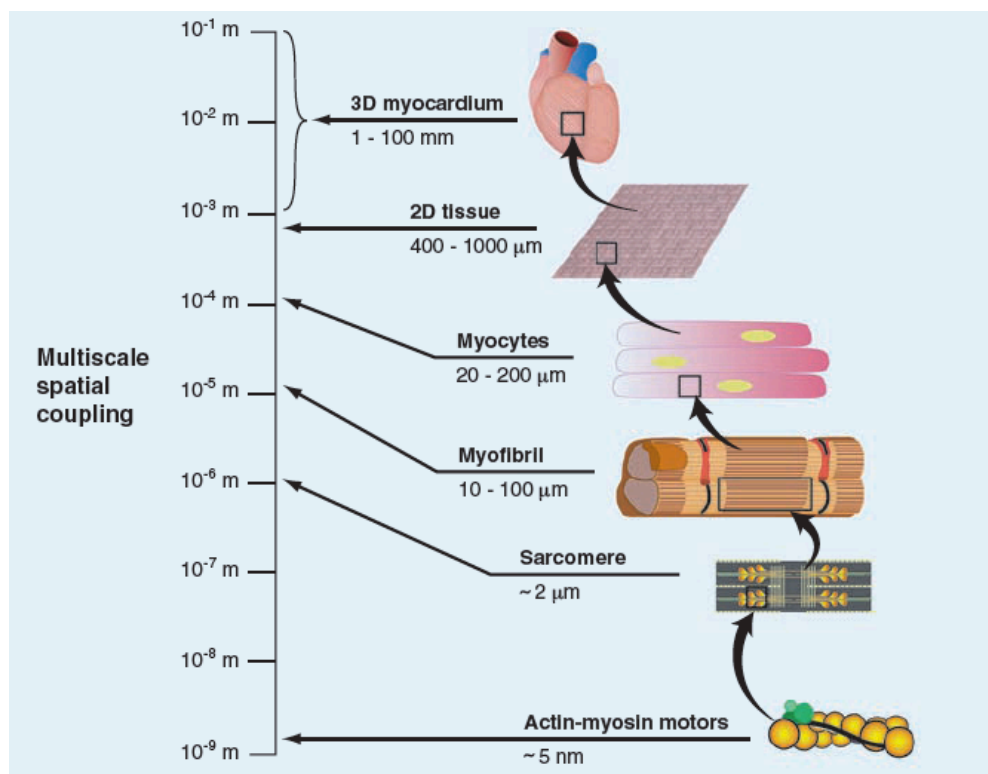 10⁻¹ m
3D myocardium
10⁻² m
1 - 100 mm
10⁻³ m
2D tissue
400 - 1000 μm
10⁻⁴ m
Myocytes
20 - 200 μm
Multiscale
spatial
coupling
10⁻⁵ m
Myofibril
10 - 100 μm
10⁻⁶ m
Sarcomere
~2 μm
10⁻⁷ m
10⁻⁸ m
Actin-myosin motors
~5 nm
10⁻⁹ m